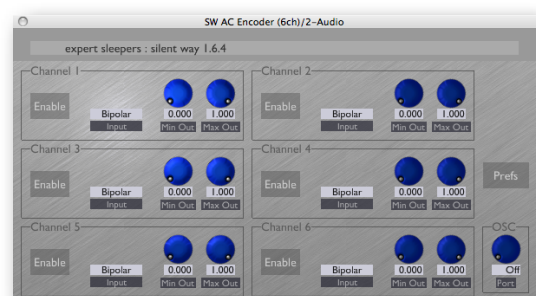 SW AC Encoder (6ch)/2-Audio
expert sleepers : silent way 1.6.4
Channel 1
Enable
Bipolar
Input
0.000
Min Out
1.000
Max Out
Channel 2
Enable
Bipolar
Input
0.000
Min Out
1.000
Max Out
Channel 3
Enable
Bipolar
Input
0.000
Min Out
1.000
Max Out
Channel 4
Enable
Bipolar
Input
0.000
Min Out
1.000
Max Out
Prefs
Channel 5
Enable
Bipolar
Input
0.000
Min Out
1.000
Max Out
Channel 6
Enable
Bipolar
Input
0.000
Min Out
1.000
Max Out
OSC
Off
Port